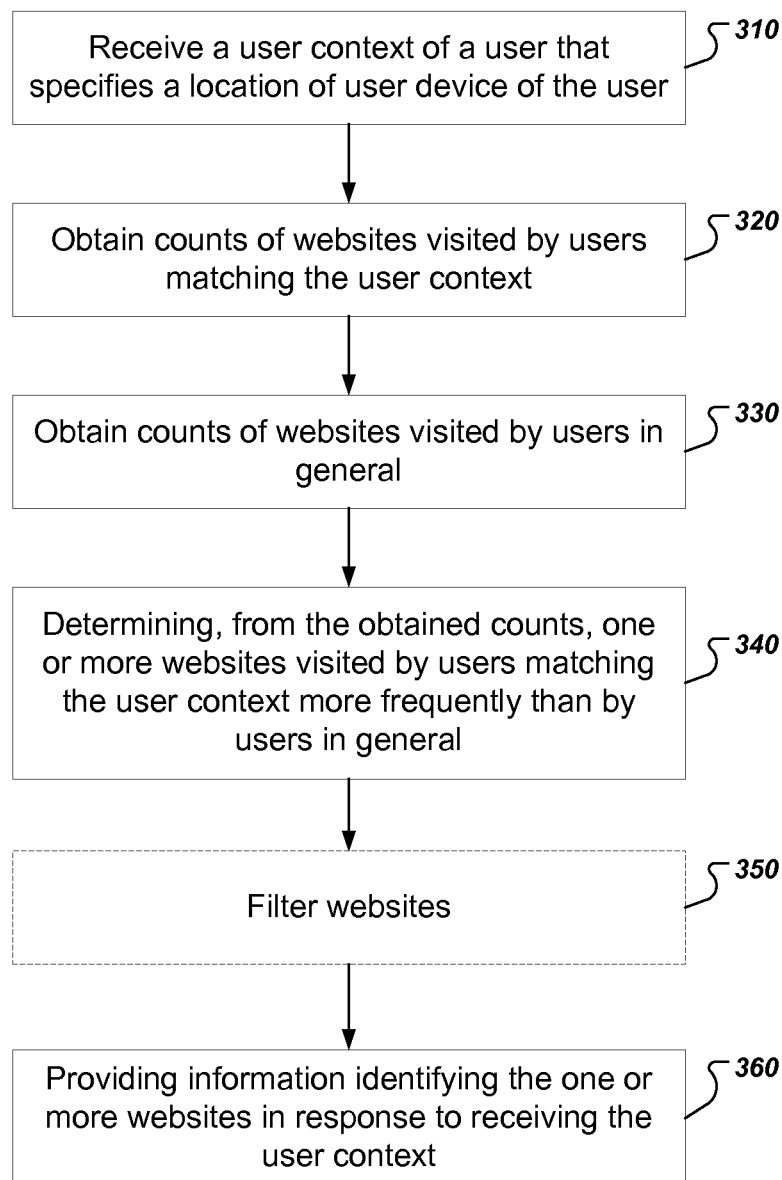 310
Receive a user context of a user that
specifies a location of user device of the user
320
Obtain counts of websites visited by users
matching the user context
330
Obtain counts of websites visited by users in
general
340
Determining, from the obtained counts, one
or more websites visited by users matching
the user context more frequently than by
users in general
350
Filter websites
360
Providing information identifying the one or
more websites in response to receiving the
user context